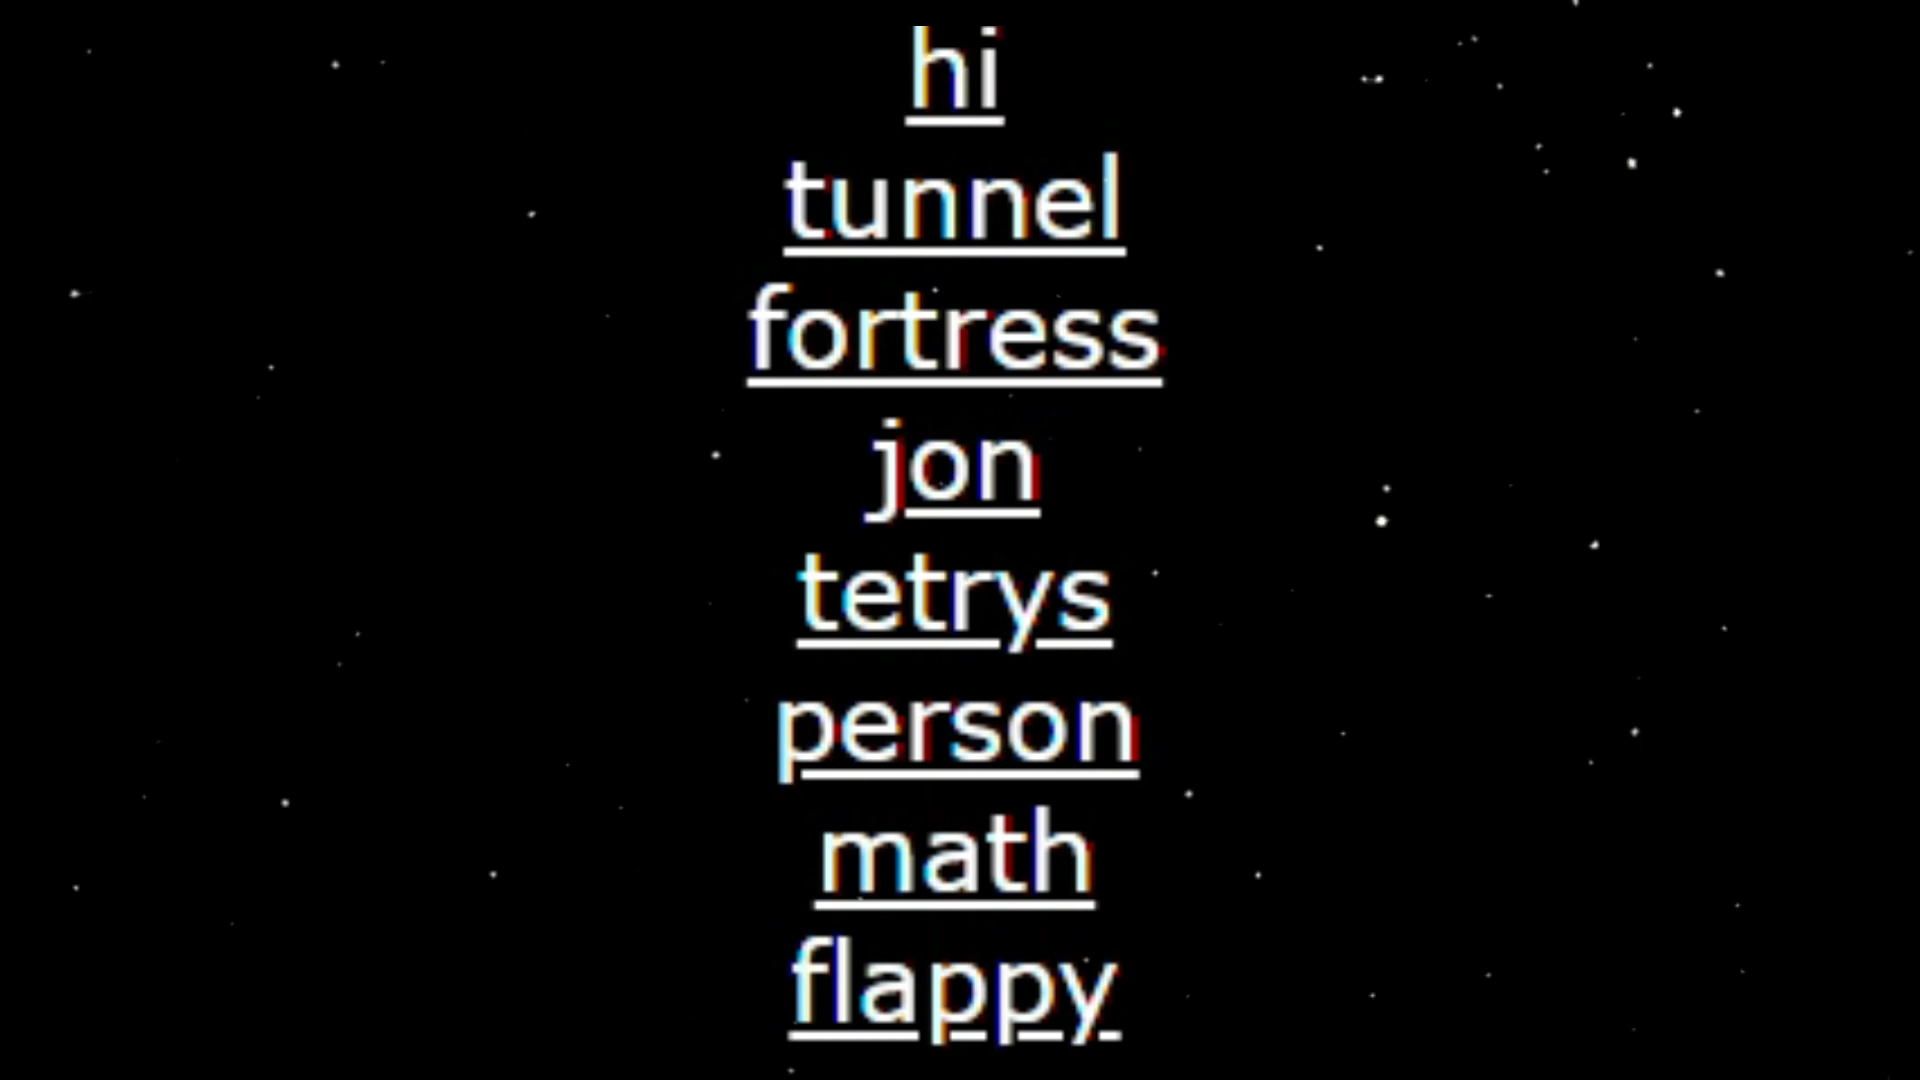 hi
tunnel
fortress
jon
tetrys
person
math
flappy